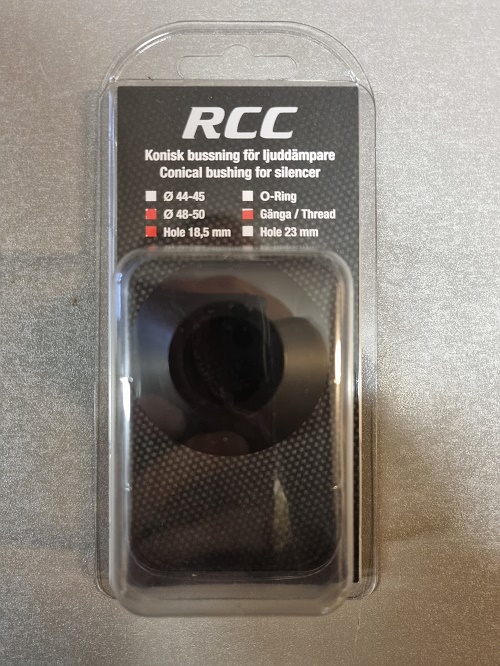 RCC
Konisk bussning för ljuddämpare
Conical bushing for silencer
Ø 44-45 O-Ring
Ø 48-50 Gänga / Thread
Hole 18,5 mm Hole 23 mm